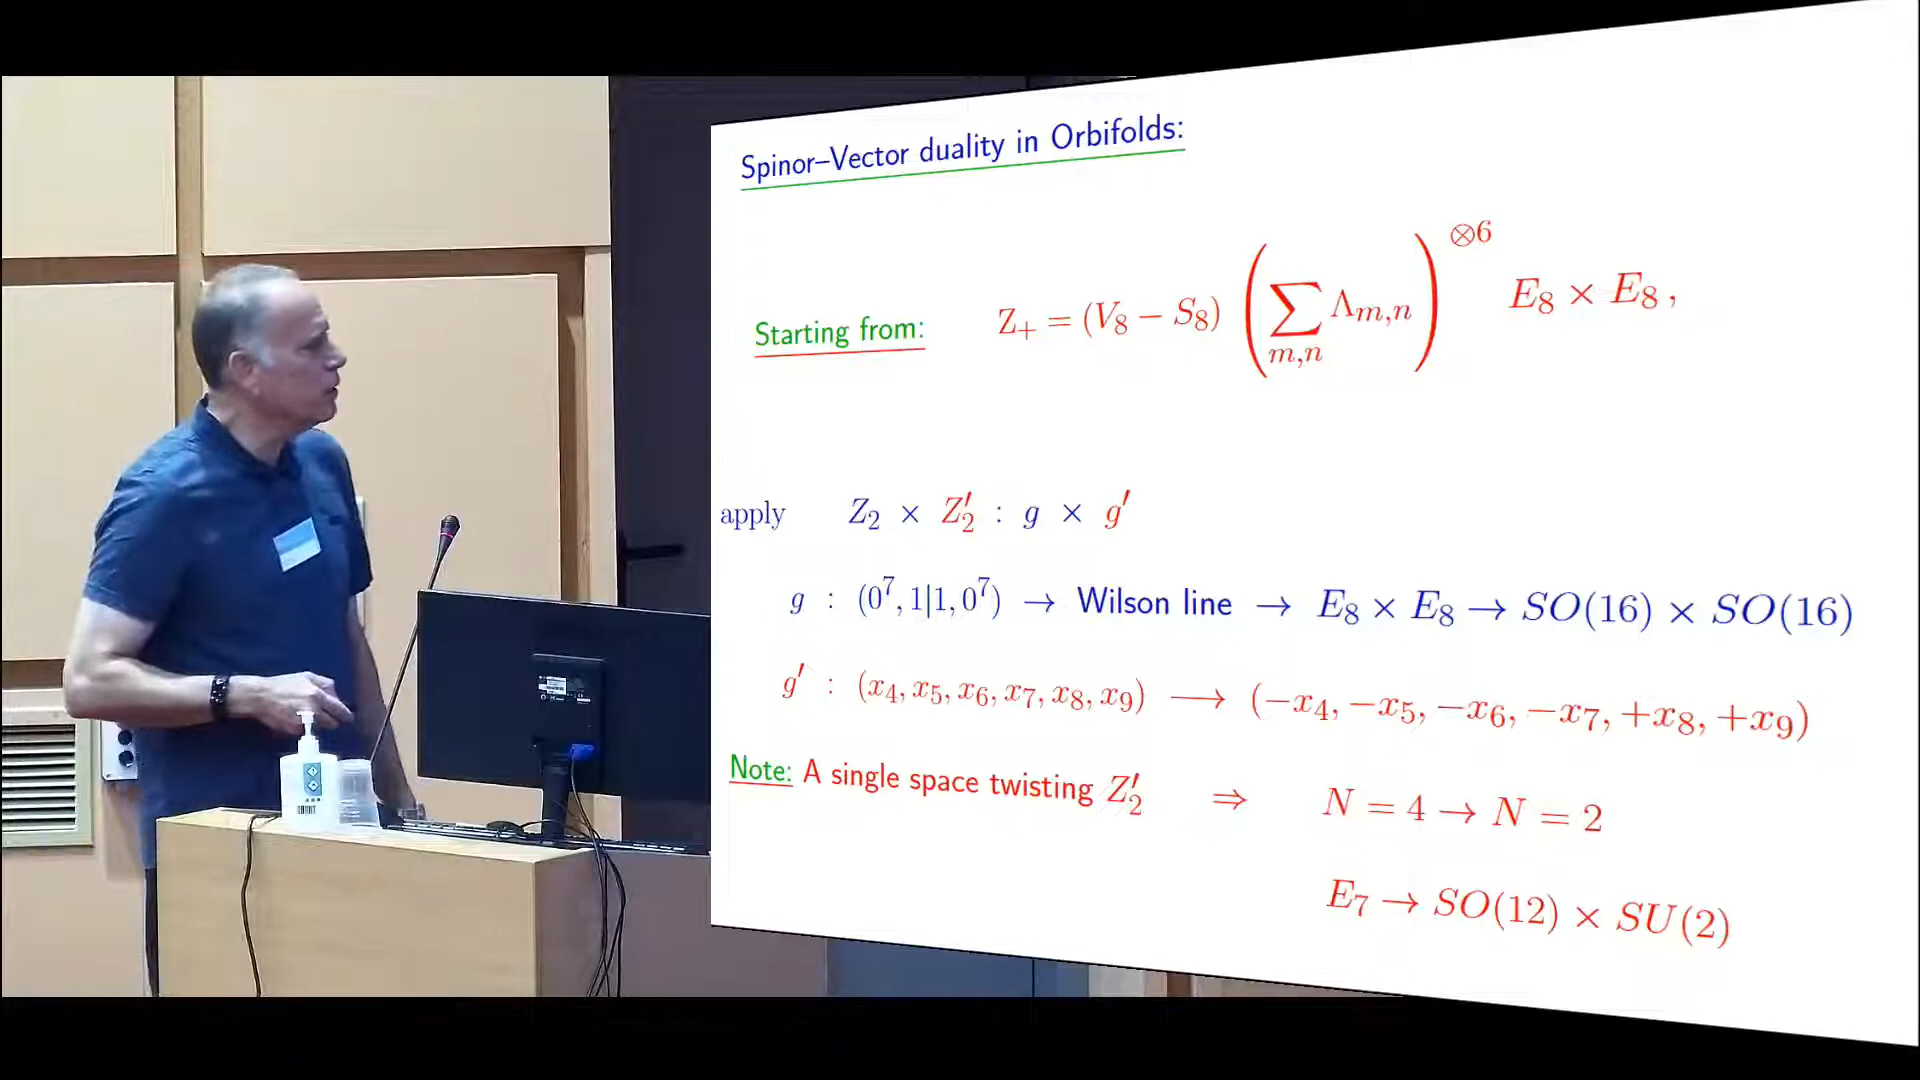 Spinor–Vector duality in Orbifolds:
Starting from: Z₊ = (V₈ − S₈) (∑_{m,n} Λ_{m,n})^{⊗6} E₈ × E₈ ,
apply Z₂ × Z₂′ : g × g′
g : (0⁷, 1|1, 0⁷) → Wilson line → E₈ × E₈ → SO(16) × SO(16)
g′ : (x₄, x₅, x₆, x₇, x₈, x₉) ⟶ (−x₄, −x₅, −x₆, −x₇, +x₈, +x₉)
Note: A single space twisting Z₂′ ⇒ N = 4 → N = 2
E₇ → SO(12) × SU(2)